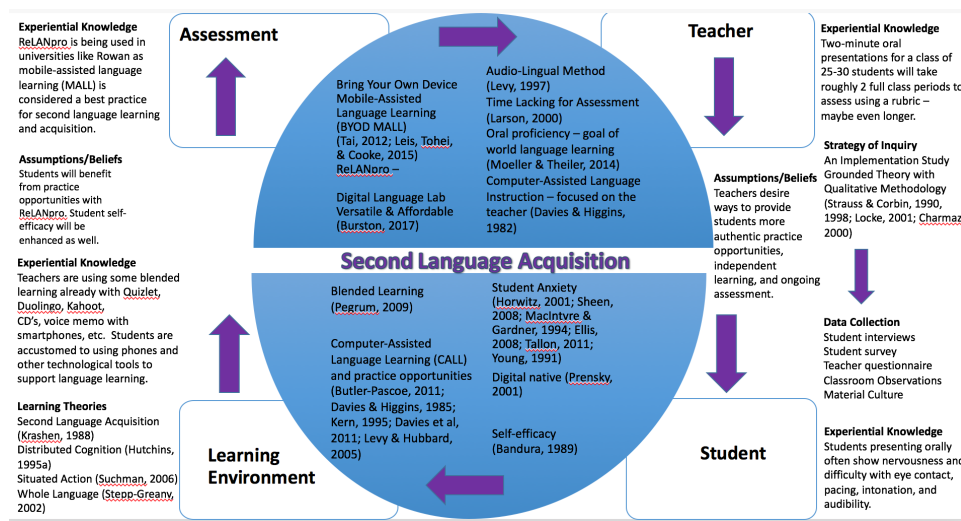 Experiential Knowledge
ReLANpro is being used in
universities like Rowan as
mobile-assisted language
learning (MALL) is
considered a best practice
for second language learning
and acquisition.
Assumptions/Beliefs
Students will benefit
from practice
opportunities with
ReLANpro. Student self-
efficacy will be
enhanced as well.
Experiential Knowledge
Teachers are using some blended
learning already with Quizlet,
Duolingo, Kahoot,
CD's, voice memo with
smartphones, etc. Students are
accustomed to using phones and
other technological tools to
support language learning.
Learning Theories
Second Language Acquisition
(Krashen, 1988)
Distributed Cognition (Hutchins,
1995a)
Situated Action (Suchman, 2006)
Whole Language (Stepp-Greany,
2002)
Assessment
Bring Your Own Device
Mobile-Assisted
Language Learning
(BYOD MALL)
(Tai, 2012; Leis, Tohei,
& Cooke, 2015)
ReLANpro –
Digital Language Lab
Versatile & Affordable
(Burston, 2017)
Audio-Lingual Method
(Levy, 1997)
Time Lacking for Assessment
(Larson, 2000)
Oral proficiency – goal of
world language learning
(Moeller & Theiler, 2014)
Computer-Assisted Language
Instruction – focused on the
teacher (Davies & Higgins,
1982)
Teacher
Second Language Acquisition
Blended Learning
(Pegrum, 2009)
Computer-Assisted
Language Learning (CALL)
and practice opportunities
(Butler-Pascoe, 2011;
Davies & Higgins, 1985;
Kern, 1995; Davies et al,
2011; Levy & Hubbard,
2005)
Student Anxiety
(Horwitz, 2001; Sheen,
2008; MacIntyre &
Gardner, 1994; Ellis,
2008; Tallon, 2011;
Young, 1991)
Digital native (Prensky,
2001)
Self-efficacy
(Bandura, 1989)
Learning
Environment
Student
Assumptions/Beliefs
Teachers desire
ways to provide
students more
authentic practice
opportunities,
independent
learning, and ongoing
assessment.
Experiential Knowledge
Two-minute oral
presentations for a class of
25-30 students will take
roughly 2 full class periods to
assess using a rubric –
maybe even longer.
Strategy of Inquiry
An Implementation Study
Grounded Theory with
Qualitative Methodology
(Strauss & Corbin, 1990,
1998; Locke, 2001; Charmaz
2000)
Data Collection
Student interviews
Student survey
Teacher questionnaire
Classroom Observations
Material Culture
Experiential Knowledge
Students presenting orally
often show nervousness and
difficulty with eye contact,
pacing, intonation, and
audibility.